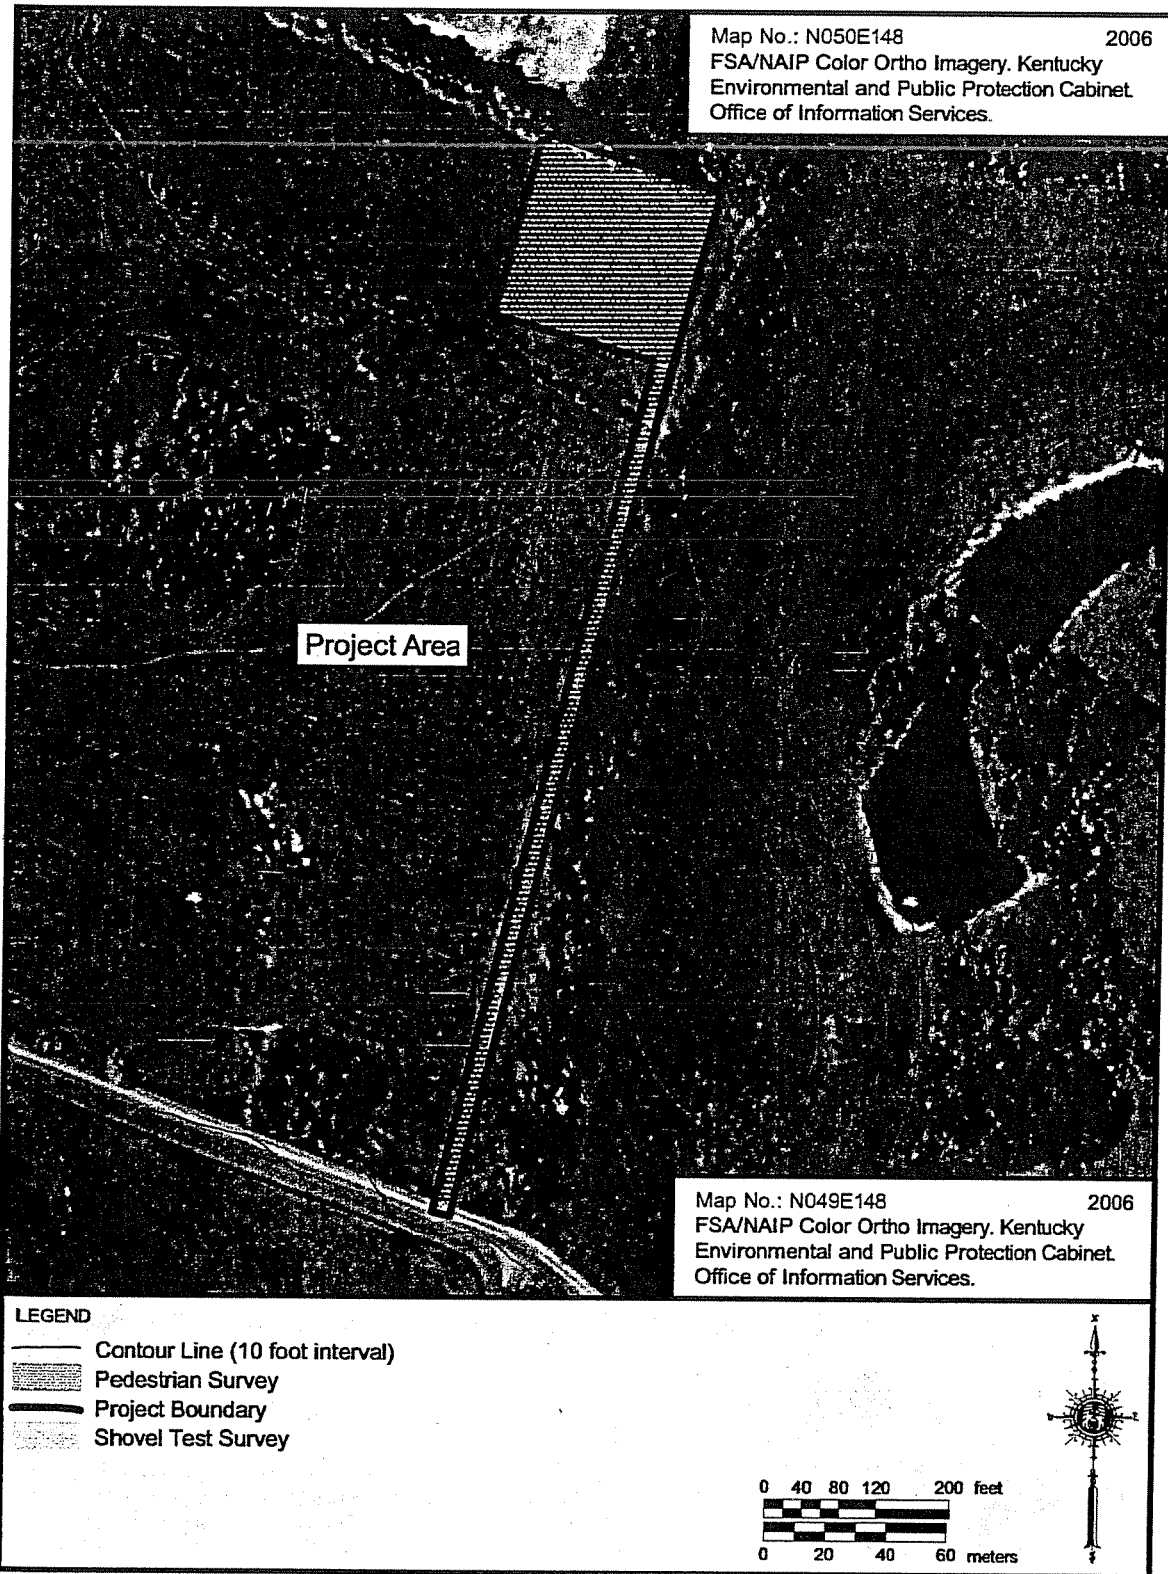 Map No.: N050E148 2006
FSA/NAIP Color Ortho Imagery. Kentucky
Environmental and Public Protection Cabinet.
Office of Information Services.
Project Area
Map No.: N049E148 2006
FSA/NAIP Color Ortho Imagery. Kentucky
Environmental and Public Protection Cabinet.
Office of Information Services.
LEGEND
Contour Line (10 foot interval)
Pedestrian Survey
Project Boundary
Shovel Test Survey
0 40 80 120 200 feet
0 20 40 60 meters